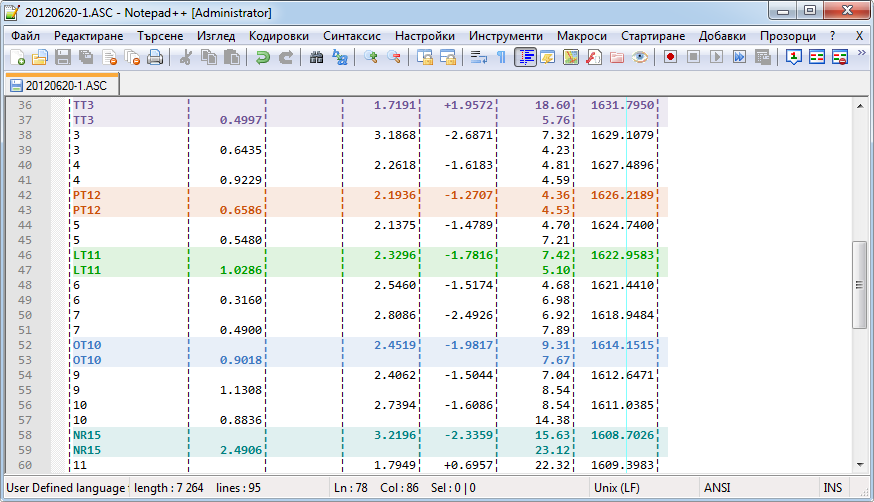 20120620-1.ASC - Notepad++ [Administrator]
Файл Редактиране Търсене Изглед Кодировки Синтаксис Настройки Инструменти Макроси Стартиране Добавки Прозорци ? X
20120620-1.ASC
36 TT3 1.7191 +1.9572 18.60 1631.7950
37 TT3 0.4997 5.76
38 3 3.1868 -2.6871 7.32 1629.1079
39 3 0.6435 4.23
40 4 2.2618 -1.6183 4.81 1627.4896
41 4 0.9229 4.59
42 PT12 2.1936 -1.2707 4.36 1626.2189
43 PT12 0.6586 4.53
44 5 2.1375 -1.4789 4.70 1624.7400
45 5 0.5480 7.21
46 LT11 2.3296 -1.7816 7.42 1622.9583
47 LT11 1.0286 5.10
48 6 2.5460 -1.5174 4.68 1621.4410
49 6 0.3160 6.98
50 7 2.8086 -2.4926 6.92 1618.9484
51 7 0.4900 7.89
52 OT10 2.4519 -1.9817 9.31 1614.1515
53 OT10 0.9018 7.67
54 9 2.4062 -1.5044 7.04 1612.6471
55 9 1.1308 8.54
56 10 2.7394 -1.6086 8.54 1611.0385
57 10 0.8836 14.38
58 NR15 3.2196 -2.3359 15.63 1608.7026
59 NR15 2.4906 23.12
60 11 1.7949 +0.6957 22.32 1609.3983
User Defined language length : 7 264 lines : 95 Ln : 78 Col : 86 Sel : 0 | 0 Unix (LF) ANSI INS